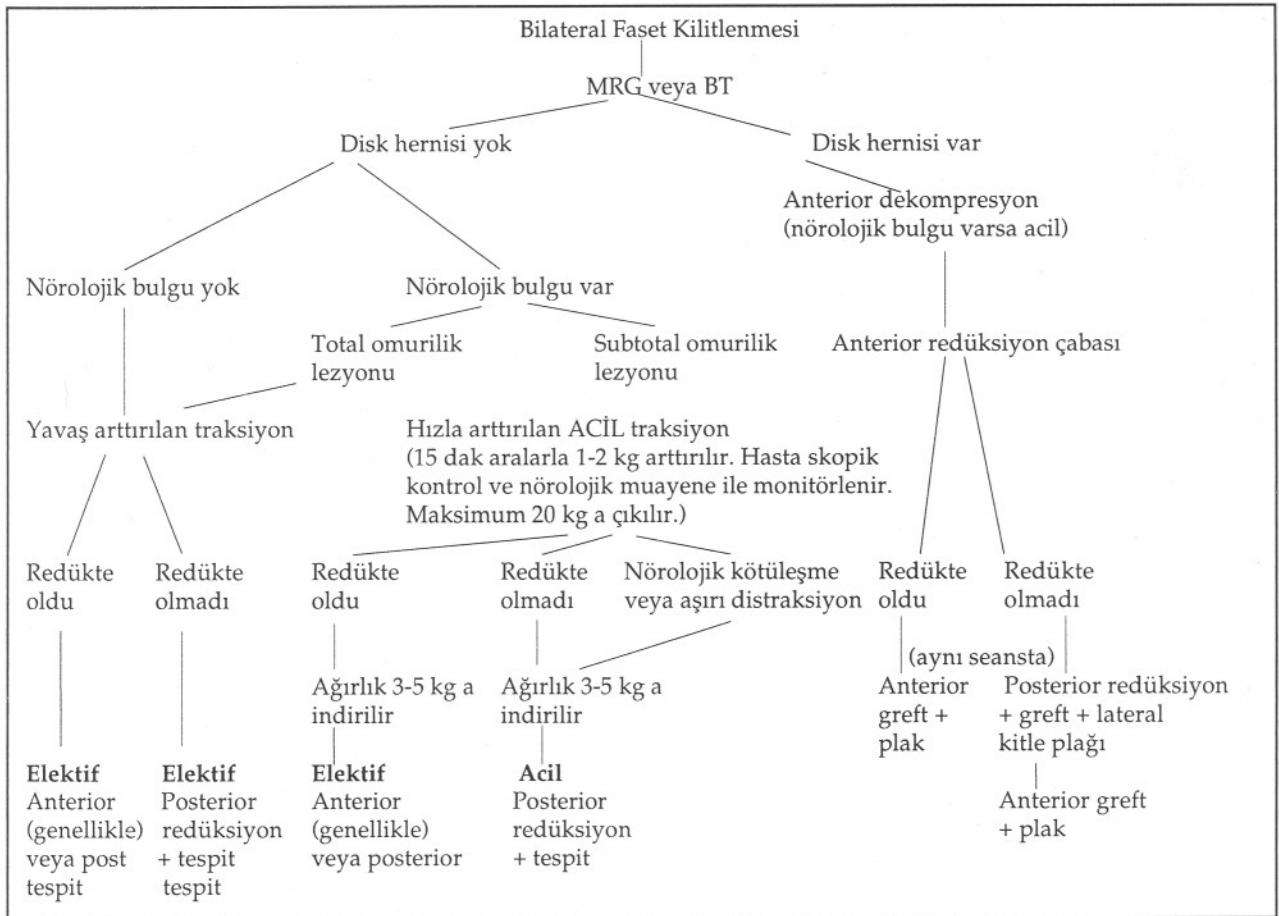 Bilateral Faset Kilitlenmesi
MRG veya BT
Disk hernisi yok
Disk hernisi var
Anterior dekompresyon
(nörolojik bulgu varsa acil)
Nörolojik bulgu yok
Nörolojik bulgu var
Total omurilik
lezyonu
Subtotal omurilik
lezyonu
Anterior redüksiyon çabası
Yavaş arttırılan traksiyon
Hızla arttırılan ACİL traksiyon
(15 dak aralarla 1-2 kg arttırılır. Hasta skopik
kontrol ve nörolojik muayene ile monitörlenir.
Maksimum 20 kg a çıkılır.)
Redükte
oldu
Redükte
olmadı
Redükte
oldu
Redükte
olmadı
Nörolojik kötüleşme
veya aşırı distraksiyon
Redükte
oldu
Redükte
olmadı
(aynı seansta)
Ağırlık 3-5 kg a
indirilir
Ağırlık 3-5 kg a
indirilir
Anterior
greft +
plak
Posterior redüksiyon
+ greft + lateral
kitle plağı
Anterior greft
+ plak
Elektif
Anterior
(genellikle)
veya post
tespit
Elektif
Posterior
redüksiyon
+ tespit
tespit
Elektif
Anterior
(genellikle)
veya posterior
Acil
Posterior
redüksiyon
+ tespit